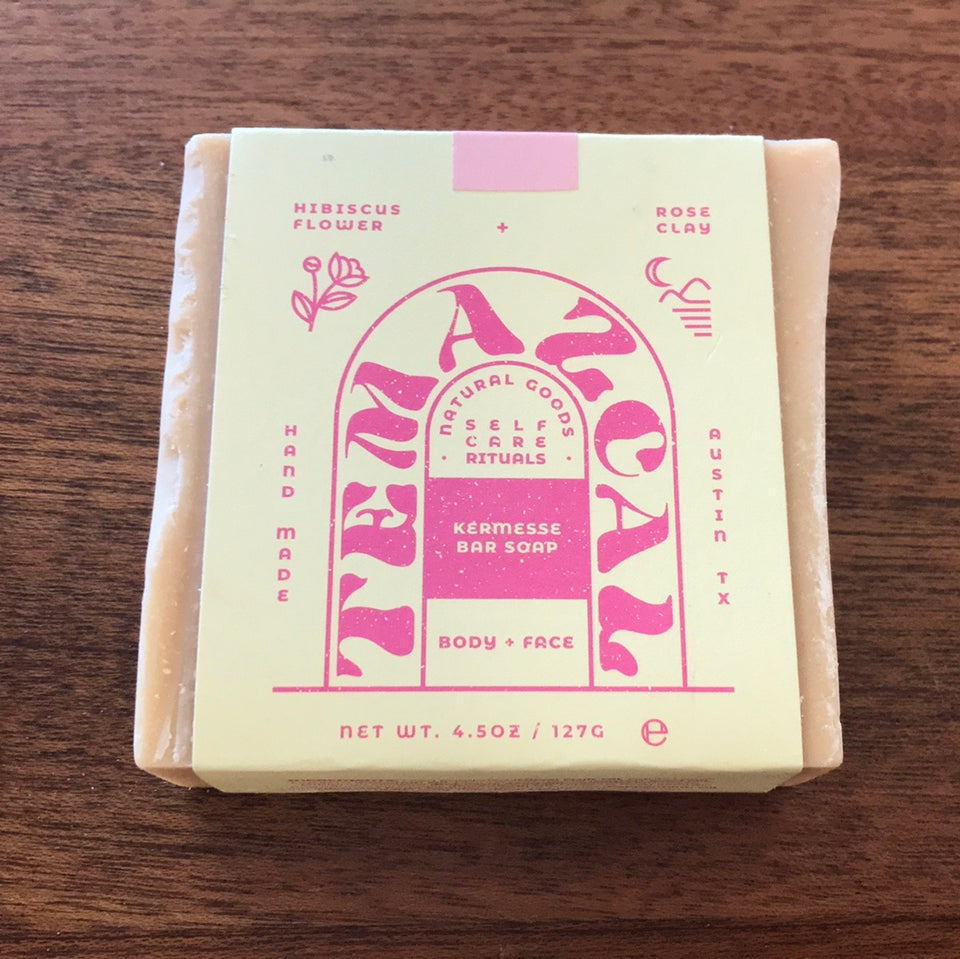 HIBISCUS
FLOWER
+
ROSE
CLAY
TEMAZCAL
NATURAL GOODS
SELF
CARE
· RITUALS ·
KERMESSE
BAR SOAP
BODY + FACE
HAND MADE
AUSTIN TX
NET WT. 4.5OZ / 127G e